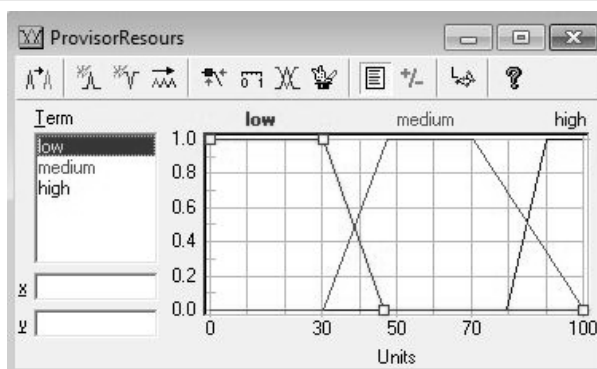 ProvisorResours
Term
low
medium
high
x
y
low medium high
1.0
0.8
0.6
0.4
0.2
0.0
0 30 50 70 100
Units